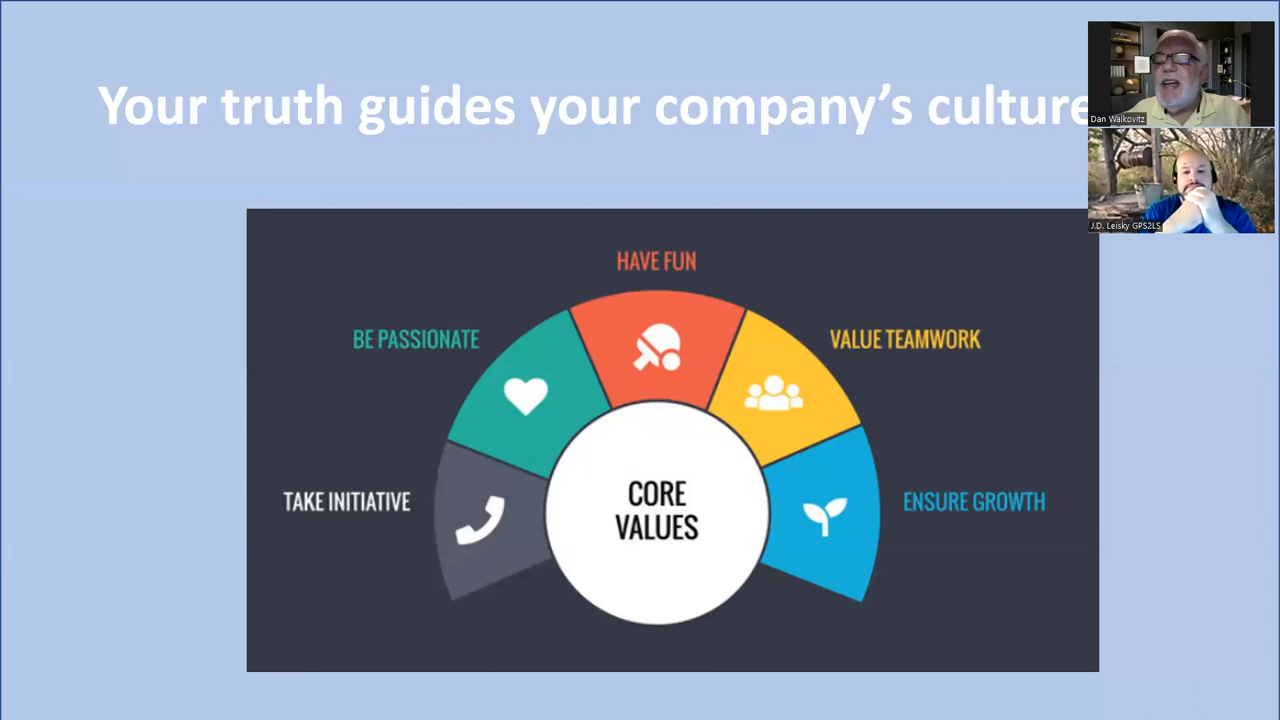 Your truth guides your company's culture
Dan Walkovitz
J.D. Leisky GPS2LS
HAVE FUN
BE PASSIONATE
VALUE TEAMWORK
TAKE INITIATIVE
CORE
VALUES
ENSURE GROWTH